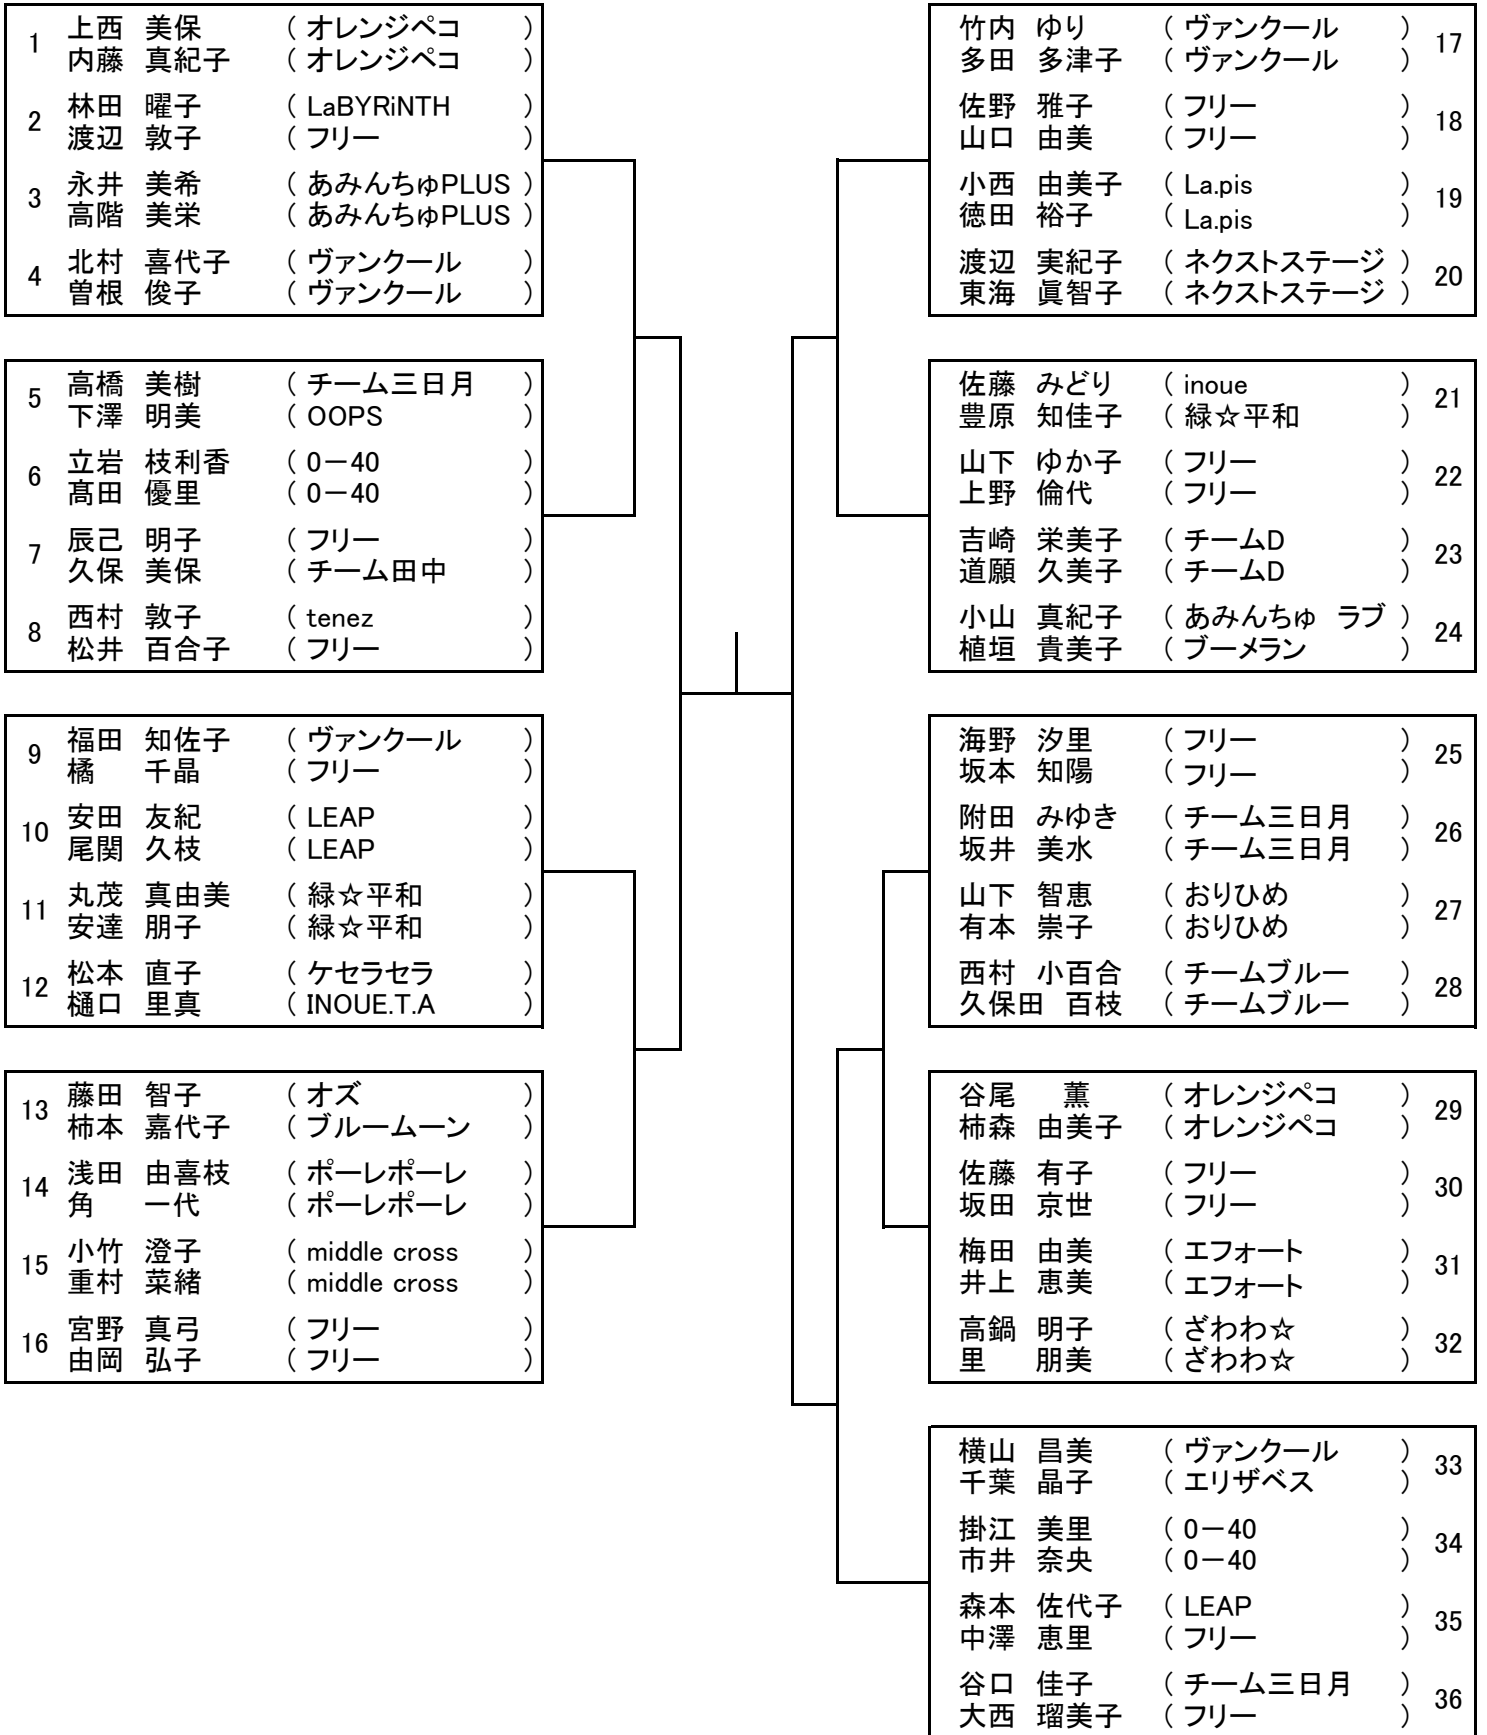 1
上西 美保 ( オレンジペコ )
内藤 真紀子 ( オレンジペコ )
2
林田 曜子 ( LaBYRiNTH )
渡辺 敦子 ( フリー )
3
永井 美希 ( あみんちゅPLUS )
高階 美栄 ( あみんちゅPLUS )
4
北村 喜代子 ( ヴァンクール )
曽根 俊子 ( ヴァンクール )
5
高橋 美樹 ( チーム三日月 )
下澤 明美 ( OOPS )
6
立岩 枝利香 ( 0－40 )
髙田 優里 ( 0－40 )
7
辰己 明子 ( フリー )
久保 美保 ( チーム田中 )
8
西村 敦子 ( tenez )
松井 百合子 ( フリー )
9
福田 知佐子 ( ヴァンクール )
橘 千晶 ( フリー )
10
安田 友紀 ( LEAP )
尾関 久枝 ( LEAP )
11
丸茂 真由美 ( 緑☆平和 )
安達 朋子 ( 緑☆平和 )
12
松本 直子 ( ケセラセラ )
樋口 里真 ( INOUE.T.A )
13
藤田 智子 ( オズ )
柿本 嘉代子 ( ブルームーン )
14
浅田 由喜枝 ( ポーレポーレ )
角 一代 ( ポーレポーレ )
15
小竹 澄子 ( middle cross )
重村 菜緒 ( middle cross )
16
宮野 真弓 ( フリー )
由岡 弘子 ( フリー )
竹内 ゆり ( ヴァンクール )
多田 多津子 ( ヴァンクール )
17
佐野 雅子 ( フリー )
山口 由美 ( フリー )
18
小西 由美子 ( La.pis )
徳田 裕子 ( La.pis )
19
渡辺 実紀子 ( ネクストステージ )
東海 眞智子 ( ネクストステージ )
20
佐藤 みどり ( inoue )
豊原 知佳子 ( 緑☆平和 )
21
山下 ゆか子 ( フリー )
上野 倫代 ( フリー )
22
吉崎 栄美子 ( チームD )
道願 久美子 ( チームD )
23
小山 真紀子 ( あみんちゅ ラブ )
植垣 貴美子 ( ブーメラン )
24
海野 汐里 ( フリー )
坂本 知陽 ( フリー )
25
附田 みゆき ( チーム三日月 )
坂井 美水 ( チーム三日月 )
26
山下 智恵 ( おりひめ )
有本 崇子 ( おりひめ )
27
西村 小百合 ( チームブルー )
久保田 百枝 ( チームブルー )
28
谷尾 薫 ( オレンジペコ )
柿森 由美子 ( オレンジペコ )
29
佐藤 有子 ( フリー )
坂田 京世 ( フリー )
30
梅田 由美 ( エフォート )
井上 恵美 ( エフォート )
31
高鍋 明子 ( ざわわ☆ )
里 朋美 ( ざわわ☆ )
32
横山 昌美 ( ヴァンクール )
千葉 晶子 ( エリザベス )
33
掛江 美里 ( 0－40 )
市井 奈央 ( 0－40 )
34
森本 佐代子 ( LEAP )
中澤 恵里 ( フリー )
35
谷口 佳子 ( チーム三日月 )
大西 瑠美子 ( フリー )
36